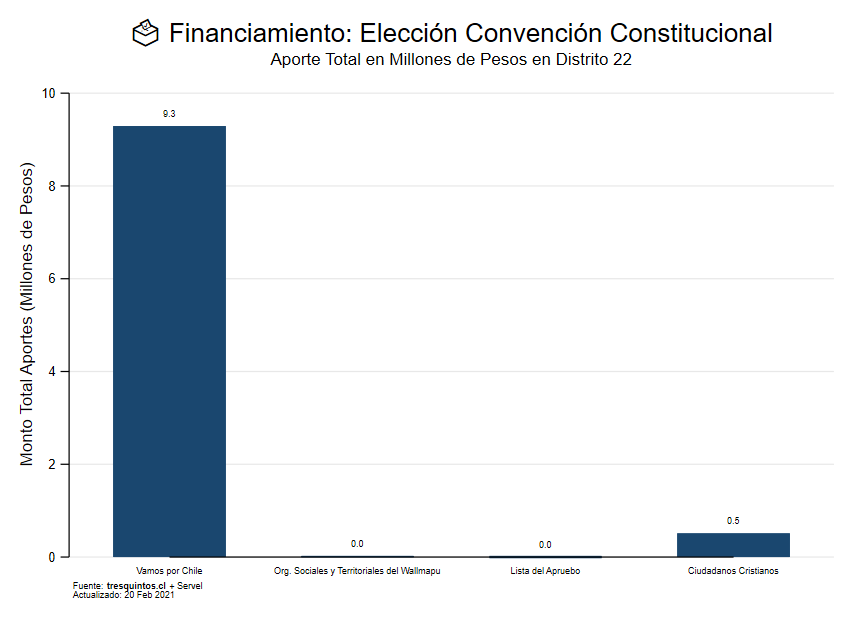 Financiamiento: Elección Convención Constitucional
Aporte Total en Millones de Pesos en Distrito 22
Monto Total Aportes (Millones de Pesos)
10
8
6
4
2
0
9.3
0.0
0.0
0.5
Vamos por Chile
Org. Sociales y Territoriales del Wallmapu
Lista del Apruebo
Ciudadanos Cristianos
Fuente: tresquintos.cl + Servel
Actualizado: 20 Feb 2021